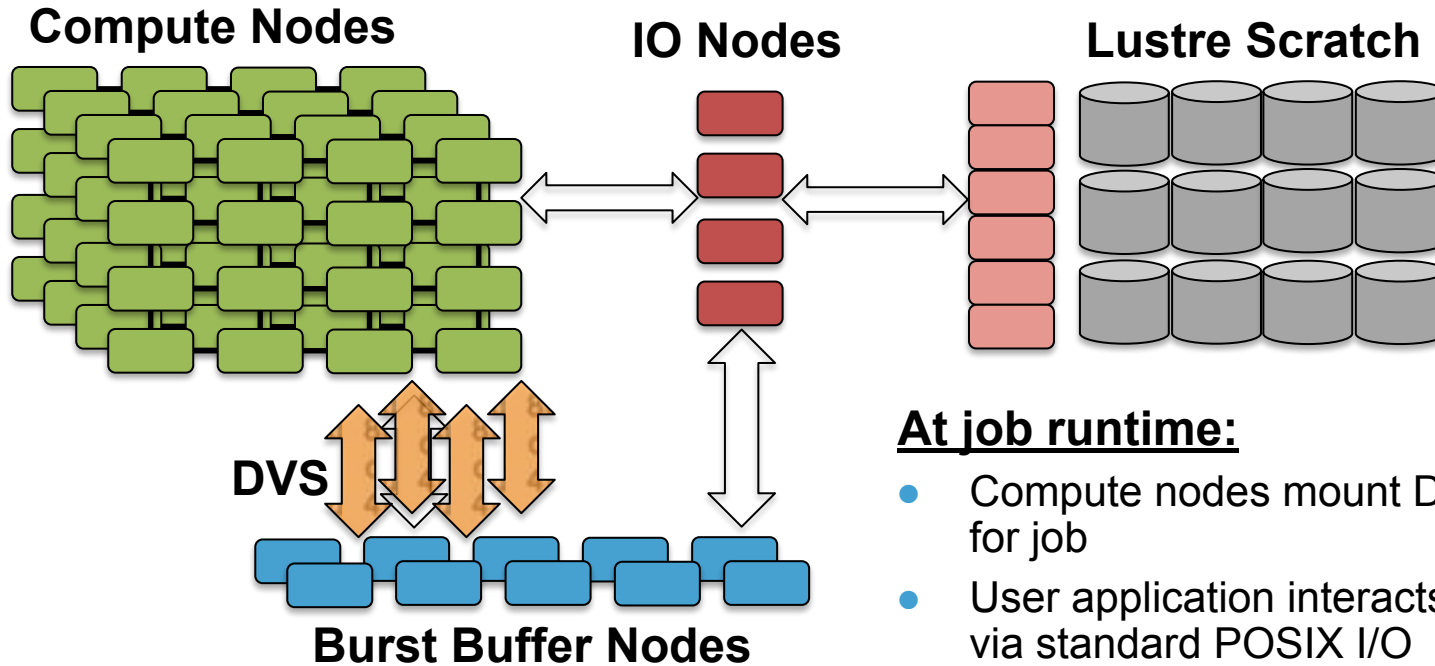 Compute Nodes
IO Nodes
Lustre Scratch
DVS
Burst Buffer Nodes
At job runtime:
● Compute nodes mount D
for job
● User application interacts
via standard POSIX I/O